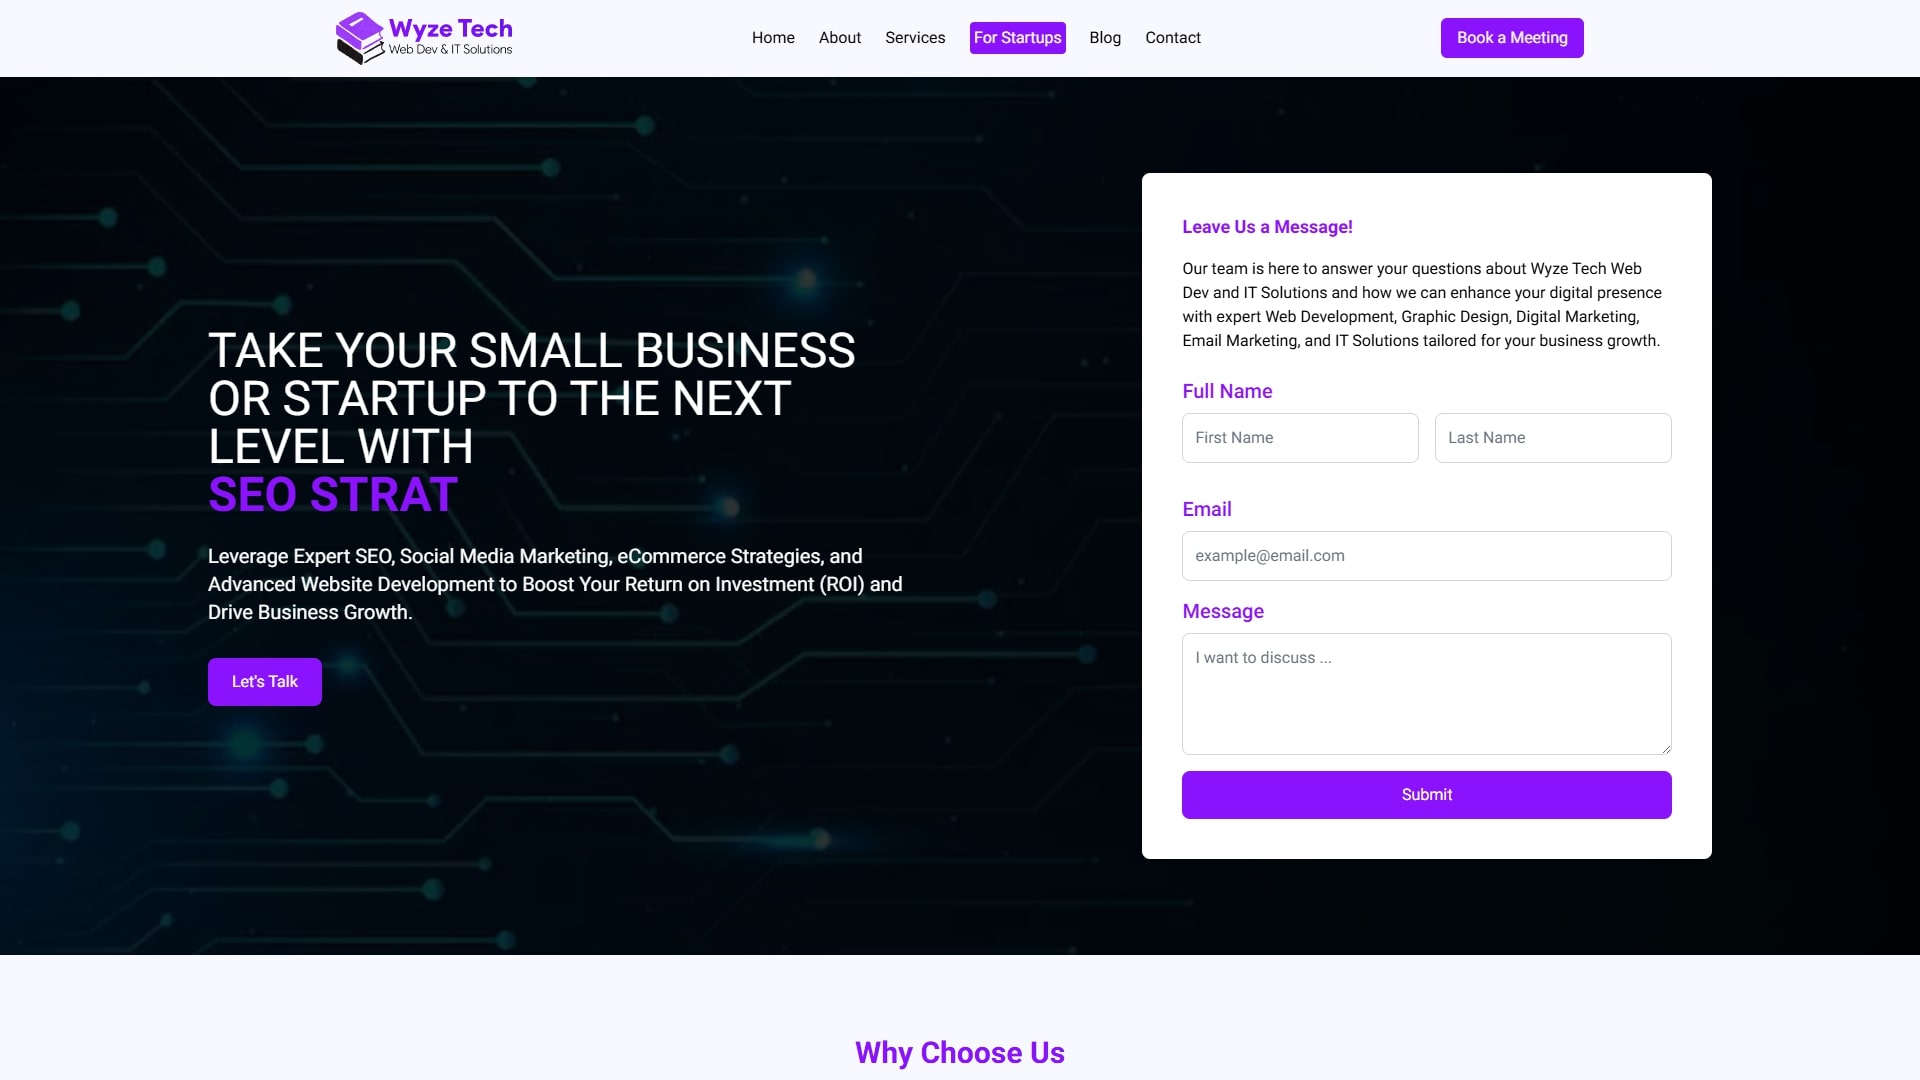 Wyze Tech
Web Dev & IT Solutions
Home
About
Services
For Startups
Blog
Contact
Book a Meeting
TAKE YOUR SMALL BUSINESS
OR STARTUP TO THE NEXT
LEVEL WITH
SEO STRAT
Leverage Expert SEO, Social Media Marketing, eCommerce Strategies, and
Advanced Website Development to Boost Your Return on Investment (ROI) and
Drive Business Growth.
Let's Talk
Leave Us a Message!
Our team is here to answer your questions about Wyze Tech Web
Dev and IT Solutions and how we can enhance your digital presence
with expert Web Development, Graphic Design, Digital Marketing,
Email Marketing, and IT Solutions tailored for your business growth.
Full Name
First Name
Last Name
Email
example@email.com
Message
I want to discuss ...
Submit
Why Choose Us